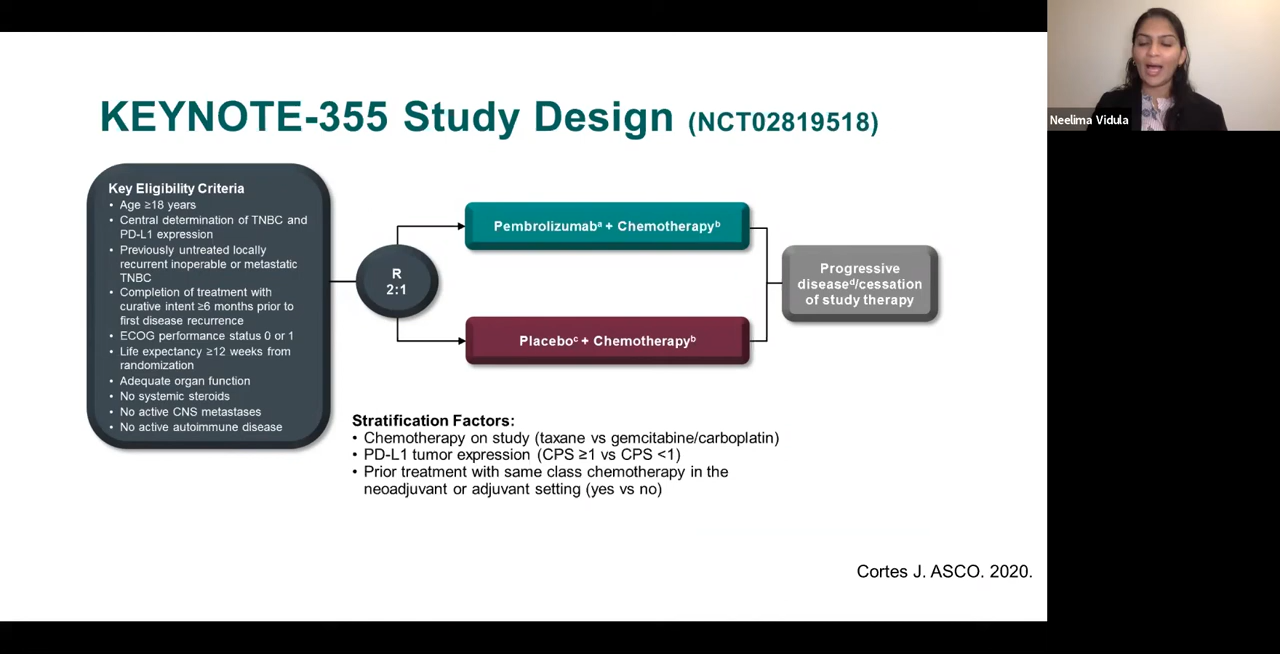 KEYNOTE-355 Study Design (NCT02819518)
Key Eligibility Criteria
• Age ≥18 years
• Central determination of TNBC and
PD-L1 expression
• Previously untreated locally
recurrent inoperable or metastatic
TNBC
• Completion of treatment with
curative intent ≥6 months prior to
first disease recurrence
• ECOG performance status 0 or 1
• Life expectancy ≥12 weeks from
randomization
• Adequate organ function
• No systemic steroids
• No active CNS metastases
• No active autoimmune disease
R
2:1
Pembrolizumabᵃ + Chemotherapyᵇ
Placeboᶜ + Chemotherapyᵇ
Progressive
diseaseᵈ/cessation
of study therapy
Stratification Factors:
• Chemotherapy on study (taxane vs gemcitabine/carboplatin)
• PD-L1 tumor expression (CPS ≥1 vs CPS <1)
• Prior treatment with same class chemotherapy in the
neoadjuvant or adjuvant setting (yes vs no)
Cortes J. ASCO. 2020.
Neelima Vidula